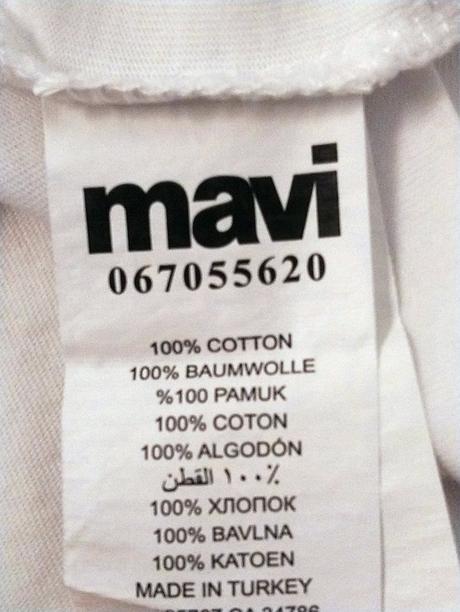 mavi
067055620
100% COTTON
100% BAUMWOLLE
%100 PAMUK
100% COTON
100% ALGODÓN
٪١٠٠ القطن
100% ХЛОПОК
100% BAVLNA
100% KATOEN
MADE IN TURKEY